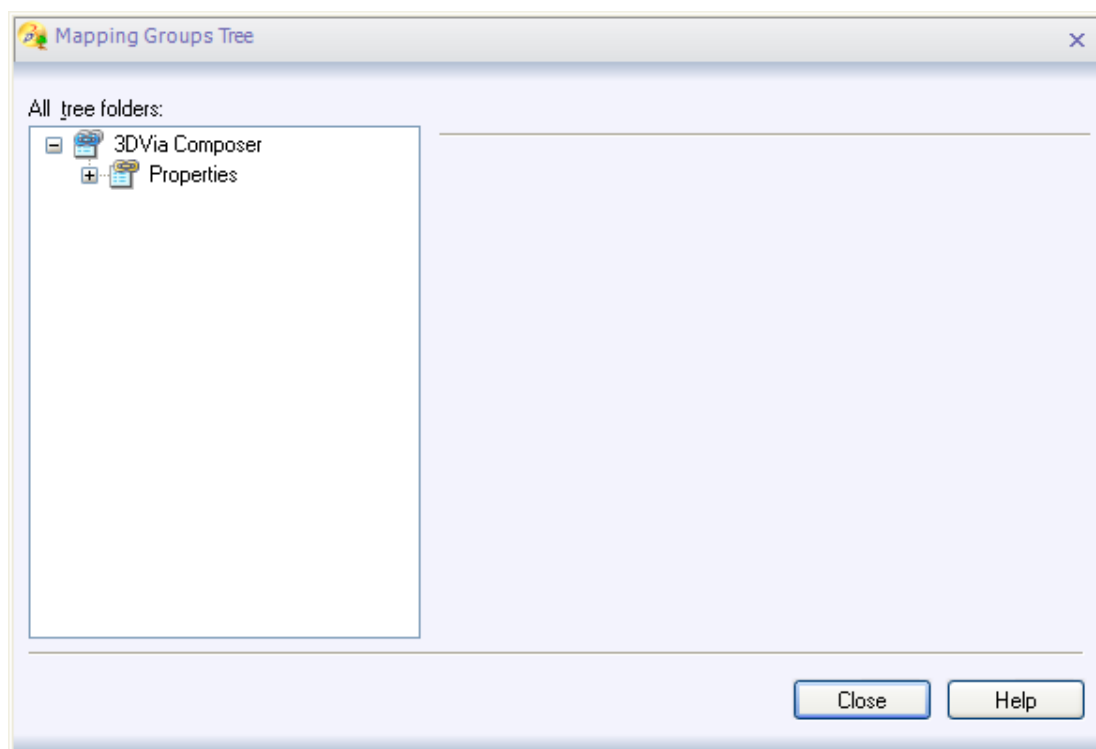 Mapping Groups Tree
All tree folders:
3DVia Composer
Properties
Close Help